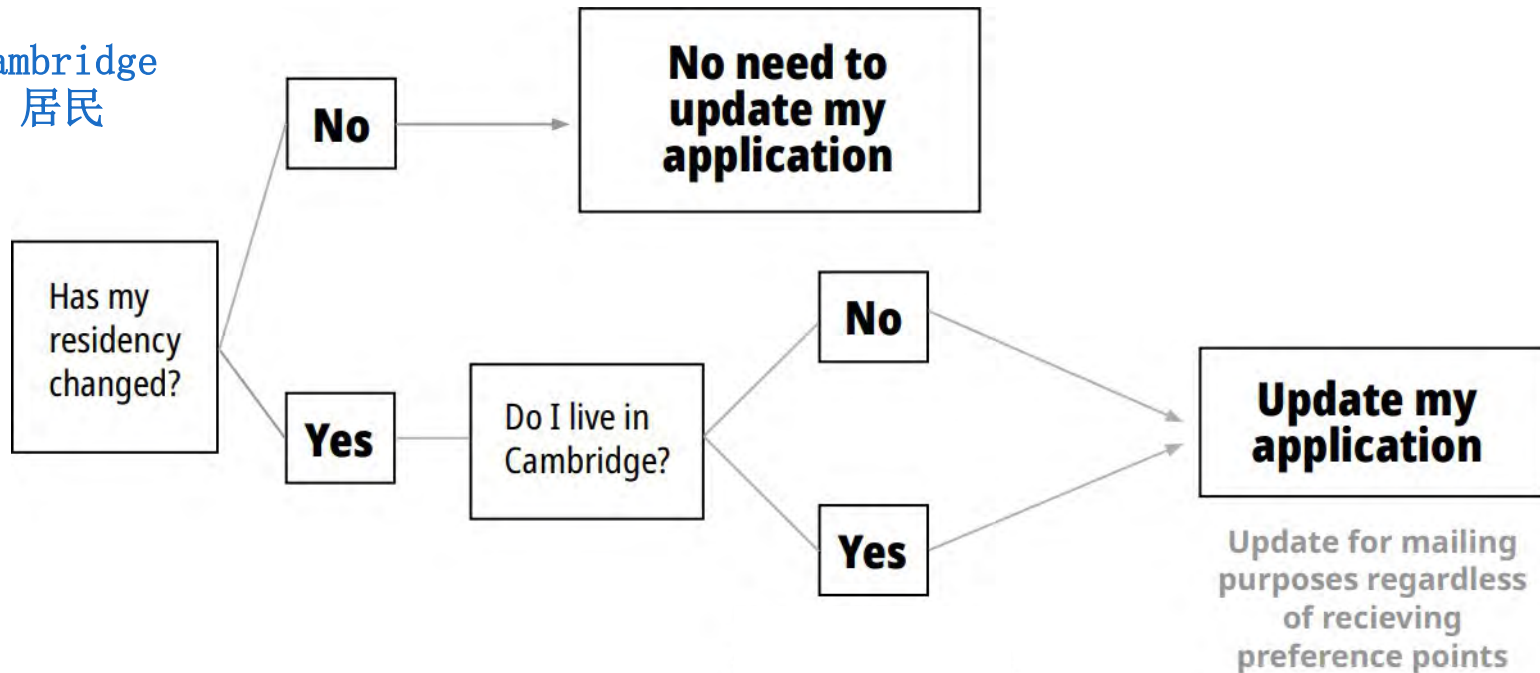 ambridge
居民
No
No need to
update my
application
Has my
residency
changed?
Yes
Do I live in
Cambridge?
No
Yes
Update my
application
Update for mailing
purposes regardless
of recieving
preference points